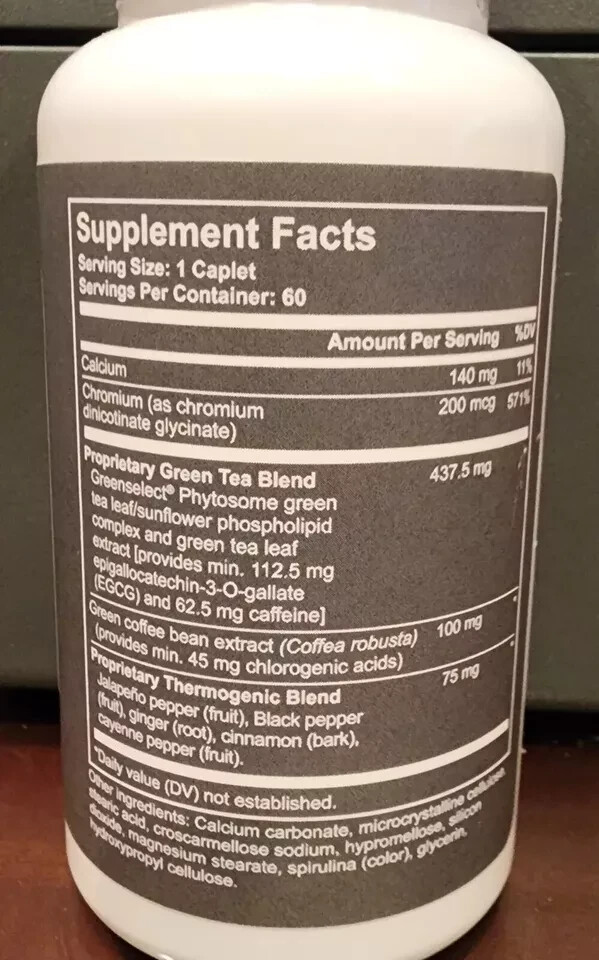 Supplement Facts
Serving Size: 1 Caplet
Servings Per Container: 60
Amount Per Serving %DV
Calcium 140 mg 11%
Chromium (as chromium 200 mcg 571%
dinicotinate glycinate)
Proprietary Green Tea Blend 437.5 mg *
Greenselect® Phytosome green
tea leaf/sunflower phospholipid
complex and green tea leaf
extract [provides min. 112.5 mg
epigallocatechin-3-O-gallate
(EGCG) and 62.5 mg caffeine]
Green coffee bean extract (Coffea robusta) 100 mg *
(provides min. 45 mg chlorogenic acids)
Proprietary Thermogenic Blend 75 mg *
Jalapeño pepper (fruit), Black pepper
(fruit), ginger (root), cinnamon (bark),
cayenne pepper (fruit).
*Daily value (DV) not established.
Other ingredients: Calcium carbonate, microcrystalline cellulose,
stearic acid, croscarmellose sodium, hypromellose, silicon
dioxide, magnesium stearate, spirulina (color), glycerin,
hydroxypropyl cellulose.